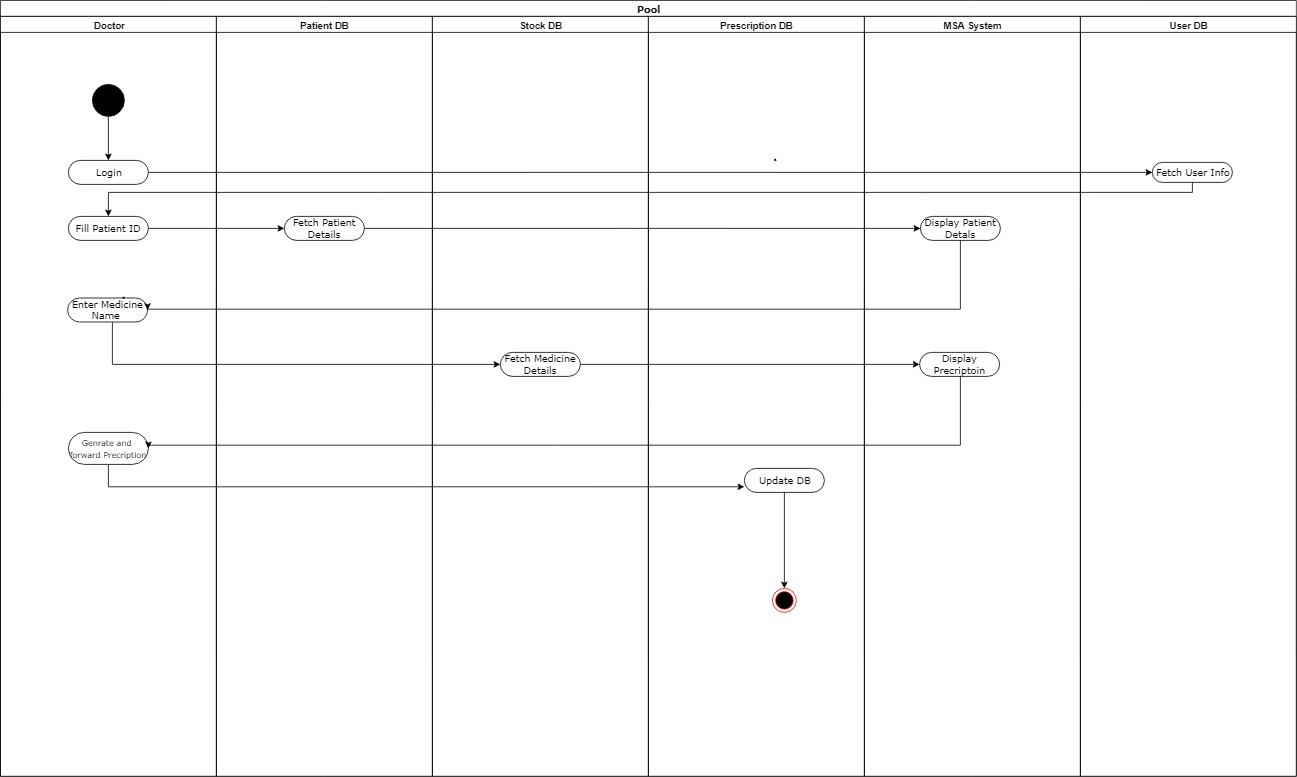 Pool
Doctor
Patient DB
Stock DB
Prescription DB
MSA System
User DB
Login
Fetch User Info
Fill Patient ID
Fetch Patient
Details
Display Patient
Detals
Enter Medicine
Name
Fetch Medicine
Details
Display
Precriptoin
Genrate and
forward Precription
Update DB